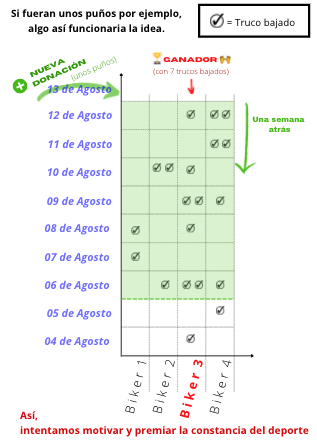 Si fueran unos puños por ejemplo,
algo así funcionaria la idea.
= Truco bajado
NUEVA
DONACIÓN
(unos puños)
GANADOR
(con 7 trucos bajados)
13 de Agosto
12 de Agosto
11 de Agosto
10 de Agosto
09 de Agosto
08 de Agosto
07 de Agosto
06 de Agosto
05 de Agosto
04 de Agosto
Una semana
atrás
Biker 1
Biker 2
Biker 3
Biker 4
Así,
intentamos motivar y premiar la constancia del deporte